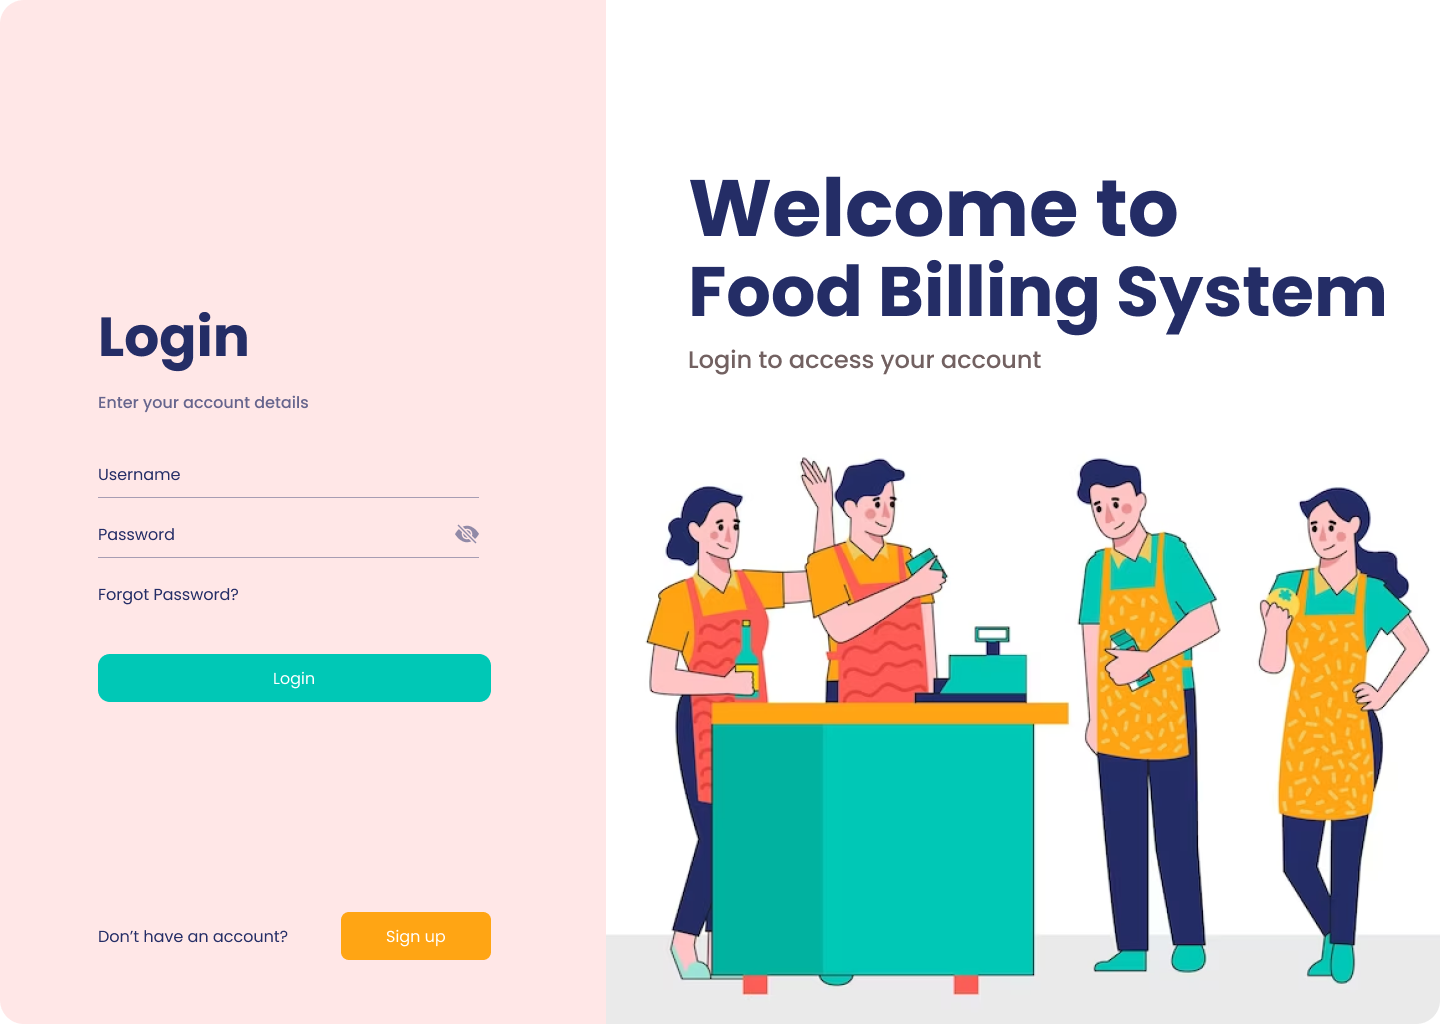 Login
Enter your account details
Username
Password
Forgot Password?
Login
Don’t have an account?
Sign up
Welcome to
Food Billing System
Login to access your account